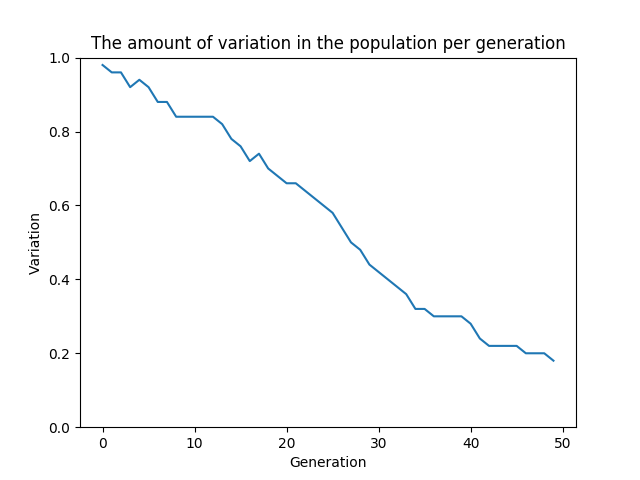 The amount of variation in the population per generation
1.0
0.8
0.6
0.4
0.2
0.0
Variation
0 10 20 30 40 50
Generation